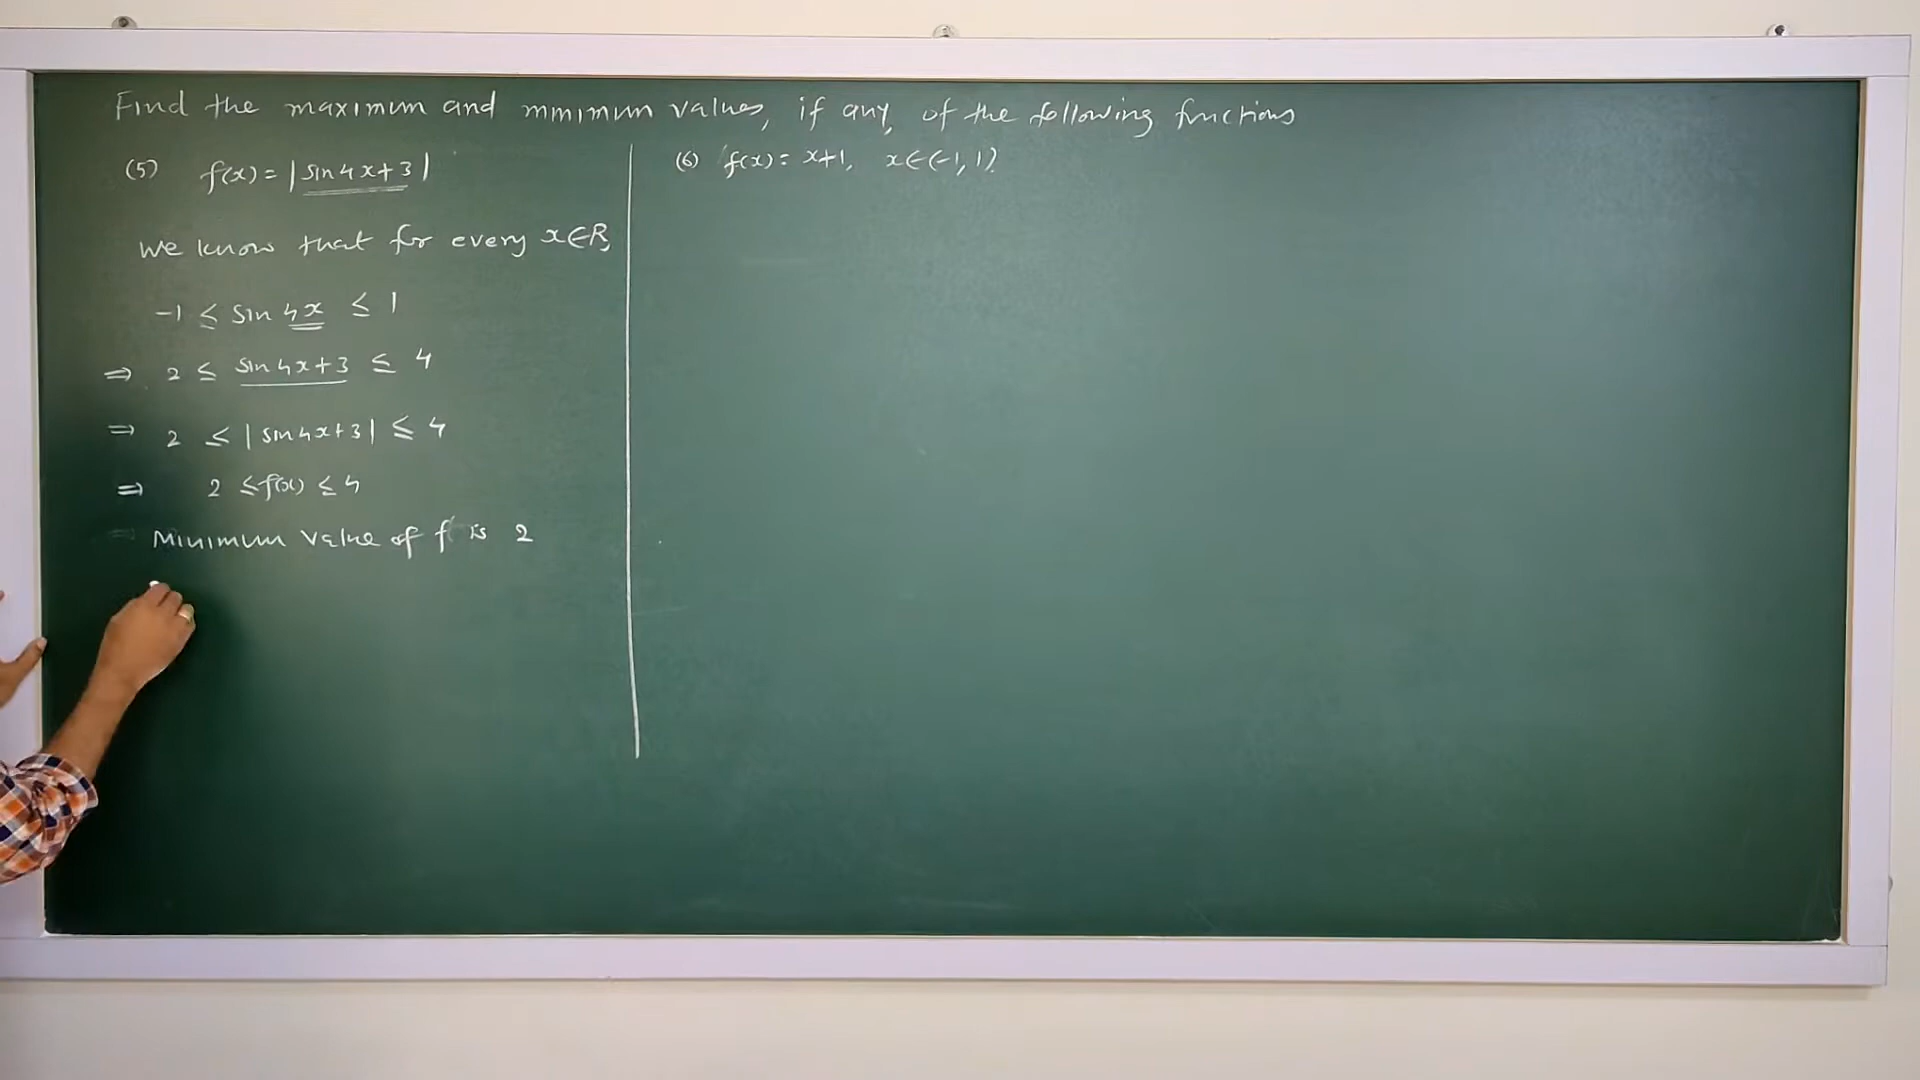 Find the maximum and minimum values, if any, of the following functions
(5) f(x) = |sin 4x+3|
We know that for every x∈R,
-1 ≤ sin 4x ≤ 1
⇒ 2 ≤ sin 4x+3 ≤ 4
⇒ 2 ≤ |sin 4x+3| ≤ 4
⇒ 2 ≤ f(x) ≤ 4
Minimum value of f is 2
(6) f(x) = x+1, x∈(-1, 1).